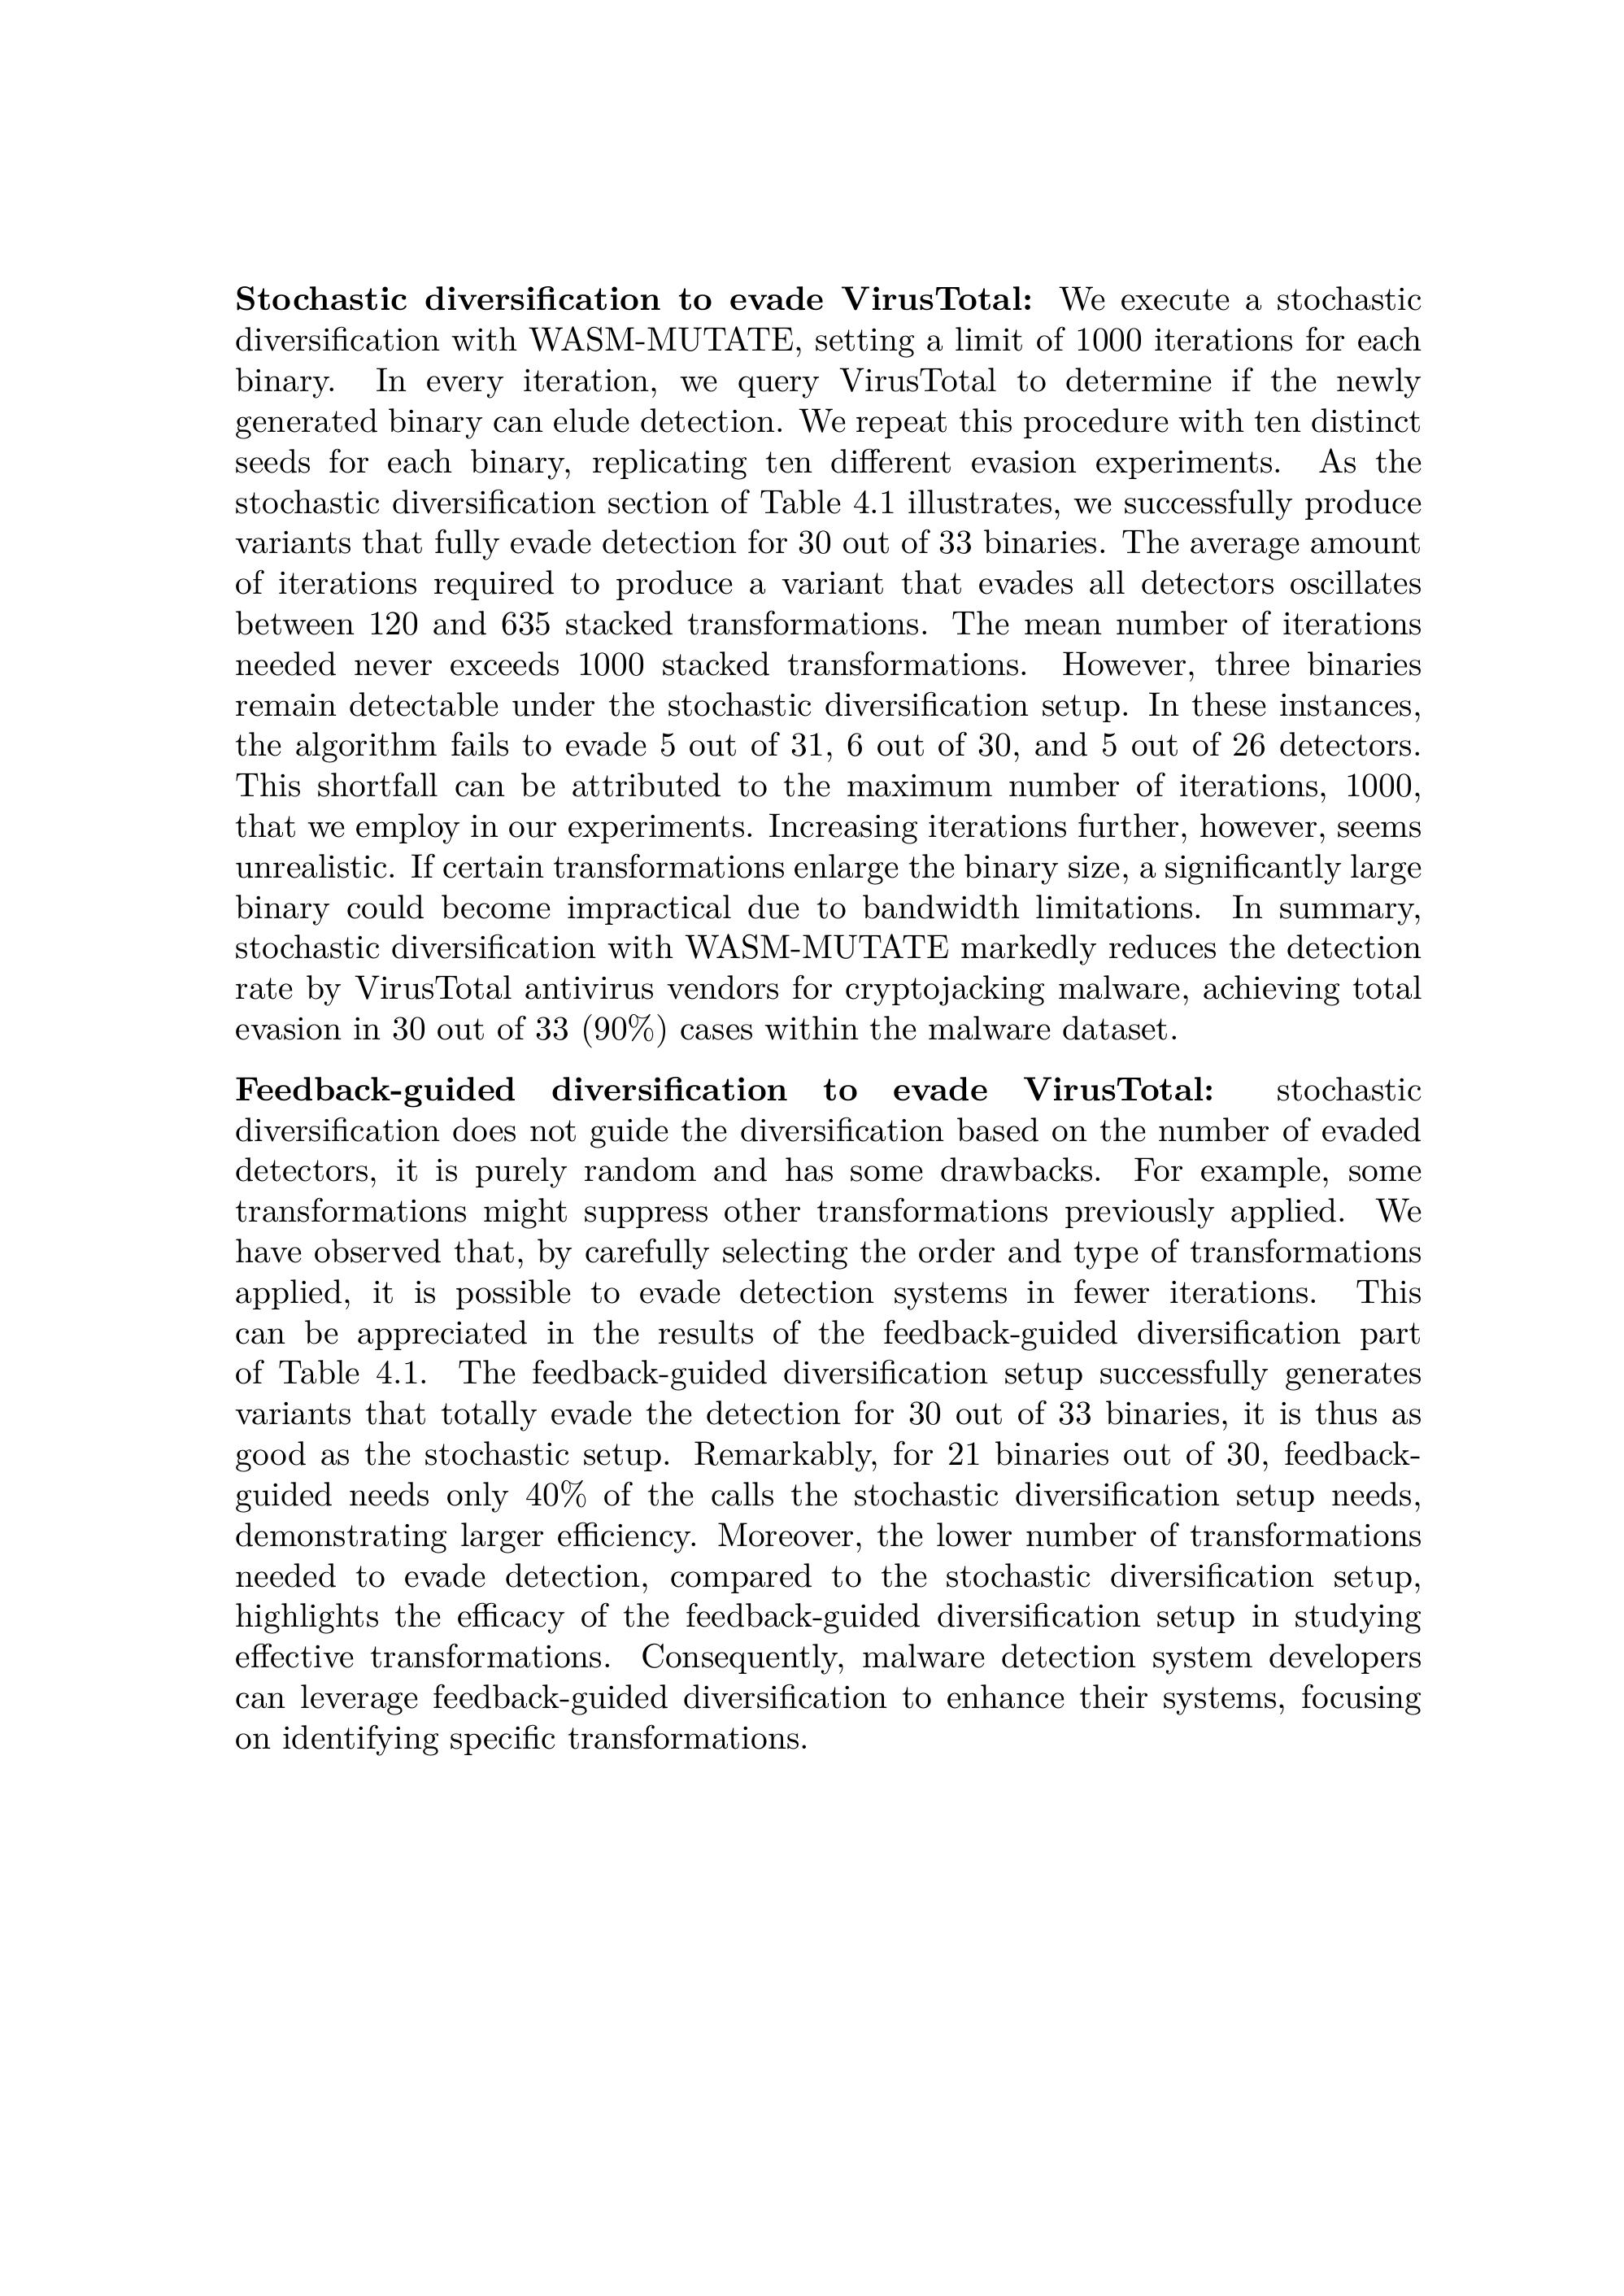 Stochastic diversification to evade VirusTotal: We execute a stochastic
diversification with WASM-MUTATE, setting a limit of 1000 iterations for each
binary. In every iteration, we query VirusTotal to determine if the newly
generated binary can elude detection. We repeat this procedure with ten distinct
seeds for each binary, replicating ten different evasion experiments. As the
stochastic diversification section of Table 4.1 illustrates, we successfully produce
variants that fully evade detection for 30 out of 33 binaries. The average amount
of iterations required to produce a variant that evades all detectors oscillates
between 120 and 635 stacked transformations. The mean number of iterations
needed never exceeds 1000 stacked transformations. However, three binaries
remain detectable under the stochastic diversification setup. In these instances,
the algorithm fails to evade 5 out of 31, 6 out of 30, and 5 out of 26 detectors.
This shortfall can be attributed to the maximum number of iterations, 1000,
that we employ in our experiments. Increasing iterations further, however, seems
unrealistic. If certain transformations enlarge the binary size, a significantly large
binary could become impractical due to bandwidth limitations. In summary,
stochastic diversification with WASM-MUTATE markedly reduces the detection
rate by VirusTotal antivirus vendors for cryptojacking malware, achieving total
evasion in 30 out of 33 (90%) cases within the malware dataset.
Feedback-guided diversification to evade VirusTotal: stochastic
diversification does not guide the diversification based on the number of evaded
detectors, it is purely random and has some drawbacks. For example, some
transformations might suppress other transformations previously applied. We
have observed that, by carefully selecting the order and type of transformations
applied, it is possible to evade detection systems in fewer iterations. This
can be appreciated in the results of the feedback-guided diversification part
of Table 4.1. The feedback-guided diversification setup successfully generates
variants that totally evade the detection for 30 out of 33 binaries, it is thus as
good as the stochastic setup. Remarkably, for 21 binaries out of 30, feedback-
guided needs only 40% of the calls the stochastic diversification setup needs,
demonstrating larger efficiency. Moreover, the lower number of transformations
needed to evade detection, compared to the stochastic diversification setup,
highlights the efficacy of the feedback-guided diversification setup in studying
effective transformations. Consequently, malware detection system developers
can leverage feedback-guided diversification to enhance their systems, focusing
on identifying specific transformations.